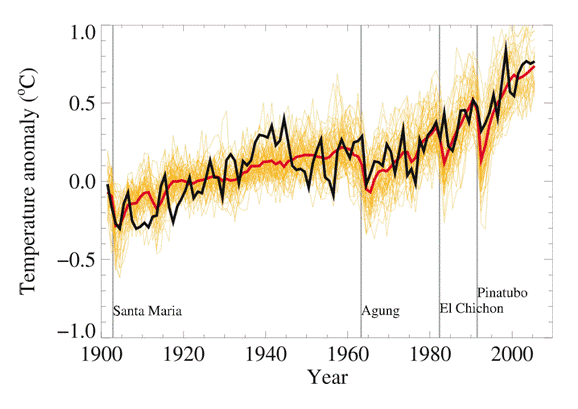 Temperature anomaly (°C)
1.0
0.5
0.0
−0.5
−1.0
Santa Maria
Agung
El Chichon
Pinatubo
1900 1920 1940 1960 1980 2000
Year